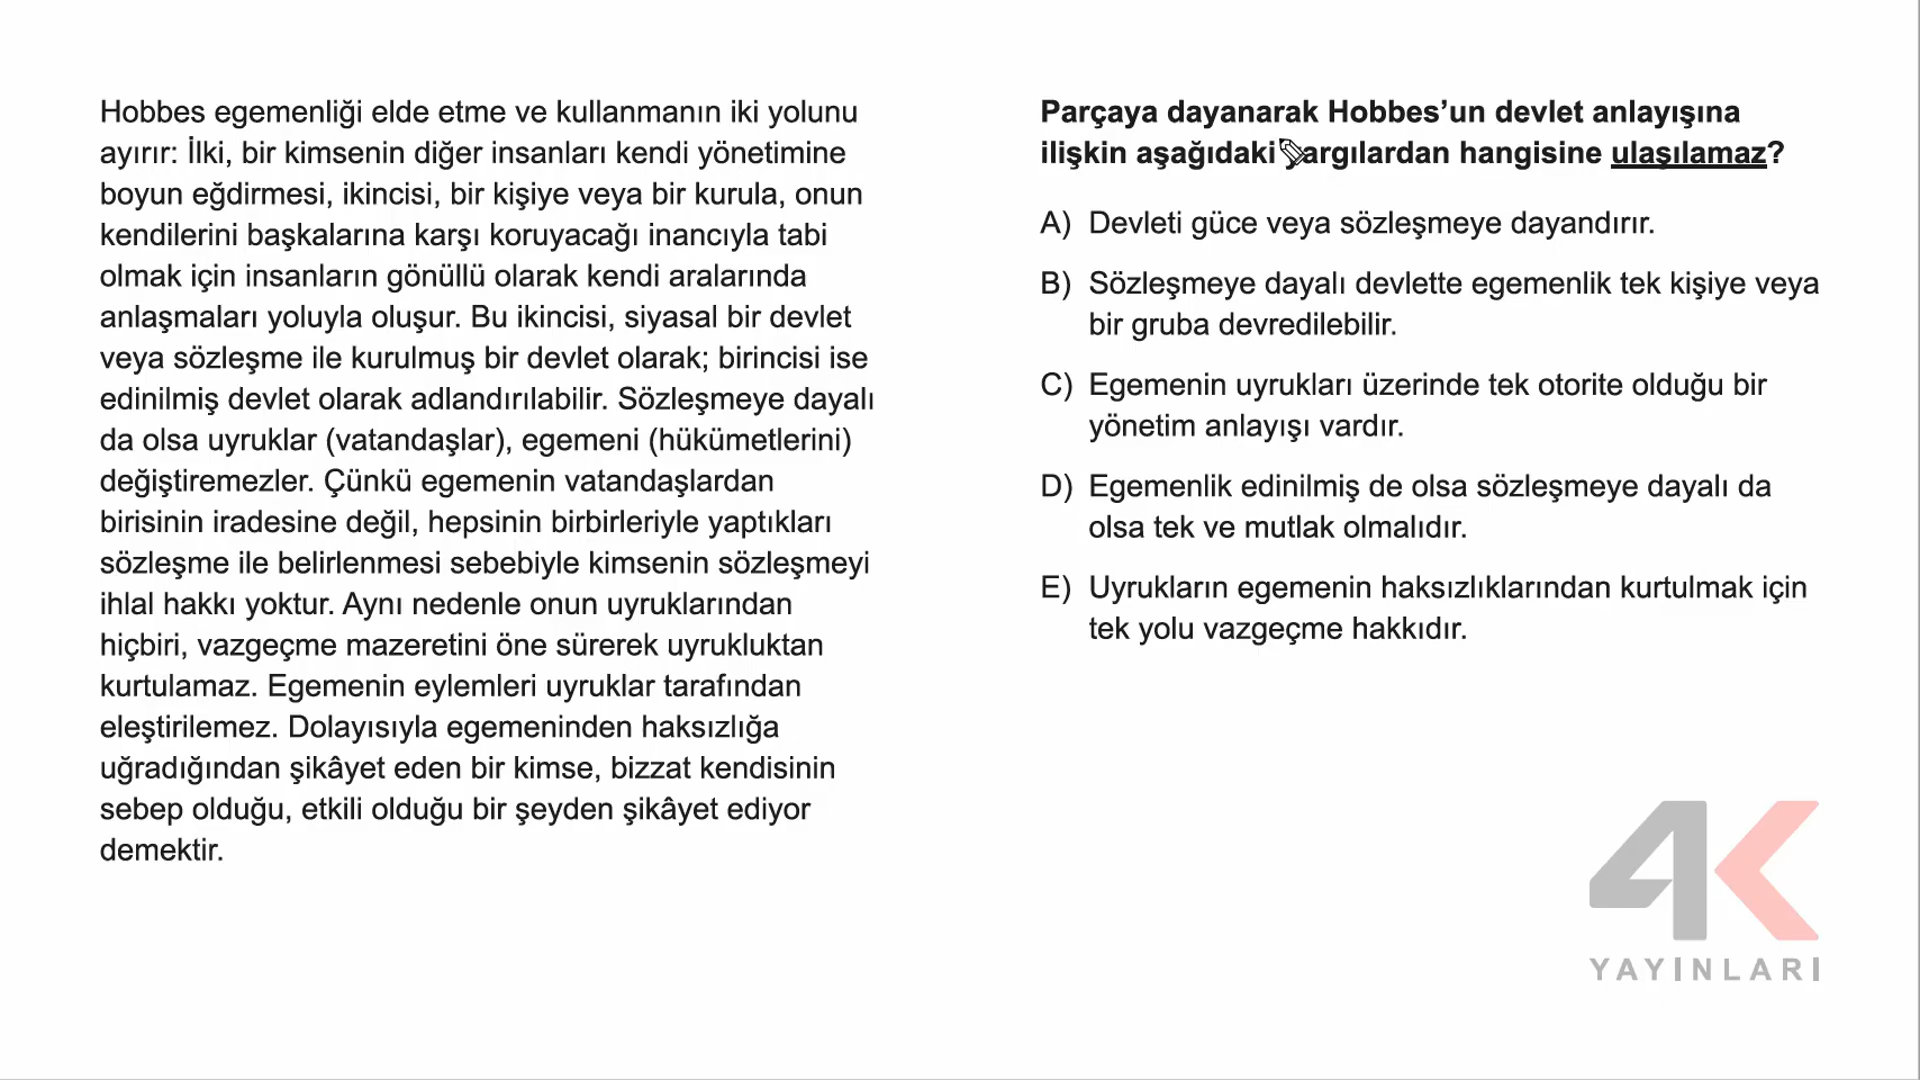 Hobbes egemenliği elde etme ve kullanmanın iki yolunu
ayırır: İlki, bir kimsenin diğer insanları kendi yönetimine
boyun eğdirmesi, ikincisi, bir kişiye veya bir kurula, onun
kendilerini başkalarına karşı koruyacağı inancıyla tabi
olmak için insanların gönüllü olarak kendi aralarında
anlaşmaları yoluyla oluşur. Bu ikincisi, siyasal bir devlet
veya sözleşme ile kurulmuş bir devlet olarak; birincisi ise
edinilmiş devlet olarak adlandırılabilir. Sözleşmeye dayalı
da olsa uyruklar (vatandaşlar), egemeni (hükümetlerini)
değiştiremezler. Çünkü egemenin vatandaşlardan
birisinin iradesine değil, hepsinin birbirleriyle yaptıkları
sözleşme ile belirlenmesi sebebiyle kimsenin sözleşmeyi
ihlal hakkı yoktur. Aynı nedenle onun uyruklarından
hiçbiri, vazgeçme mazeretini öne sürerek uyrukluktan
kurtulamaz. Egemenin eylemleri uyruklar tarafından
eleştirilemez. Dolayısıyla egemeninden haksızlığa
uğradığından şikâyet eden bir kimse, bizzat kendisinin
sebep olduğu, etkili olduğu bir şeyden şikâyet ediyor
demektir.
Parçaya dayanarak Hobbes’un devlet anlayışına
ilişkin aşağıdaki yargılardan hangisine ulaşılamaz?
A) Devleti güce veya sözleşmeye dayandırır.
B) Sözleşmeye dayalı devlette egemenlik tek kişiye veya
bir gruba devredilebilir.
C) Egemenin uyrukları üzerinde tek otorite olduğu bir
yönetim anlayışı vardır.
D) Egemenlik edinilmiş de olsa sözleşmeye dayalı da
olsa tek ve mutlak olmalıdır.
E) Uyrukların egemenin haksızlıklarından kurtulmak için
tek yolu vazgeçme hakkıdır.
4K
YAYINLARI